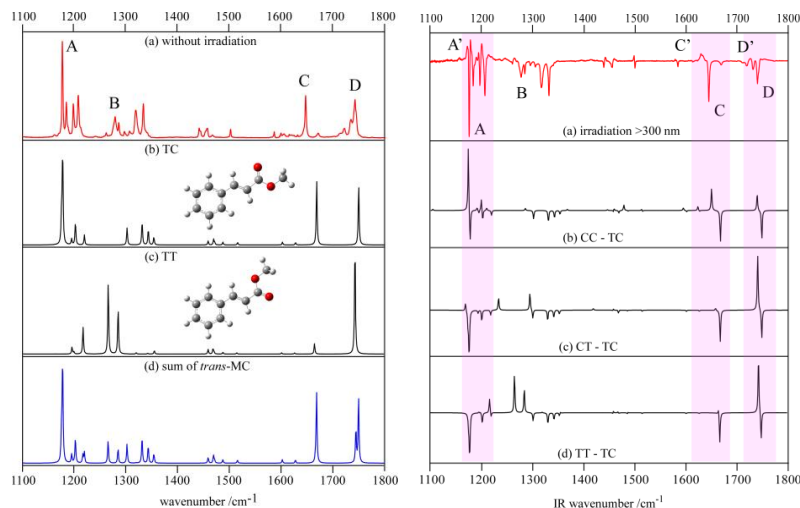 1100 1200 1300 1400 1500 1600 1700 1800
A
(a) without irradiation
B
C
D
(b) TC
(c) TT
(d) sum of trans-MC
1100 1200 1300 1400 1500 1600 1700 1800
wavenumber /cm-1
1100 1200 1300 1400 1500 1600 1700 1800
A’
C’
D’
B
D
A
C
(a) irradiation >300 nm
(b) CC - TC
(c) CT - TC
(d) TT - TC
1100 1200 1300 1400 1500 1600 1700 1800
IR wavenumber /cm-1